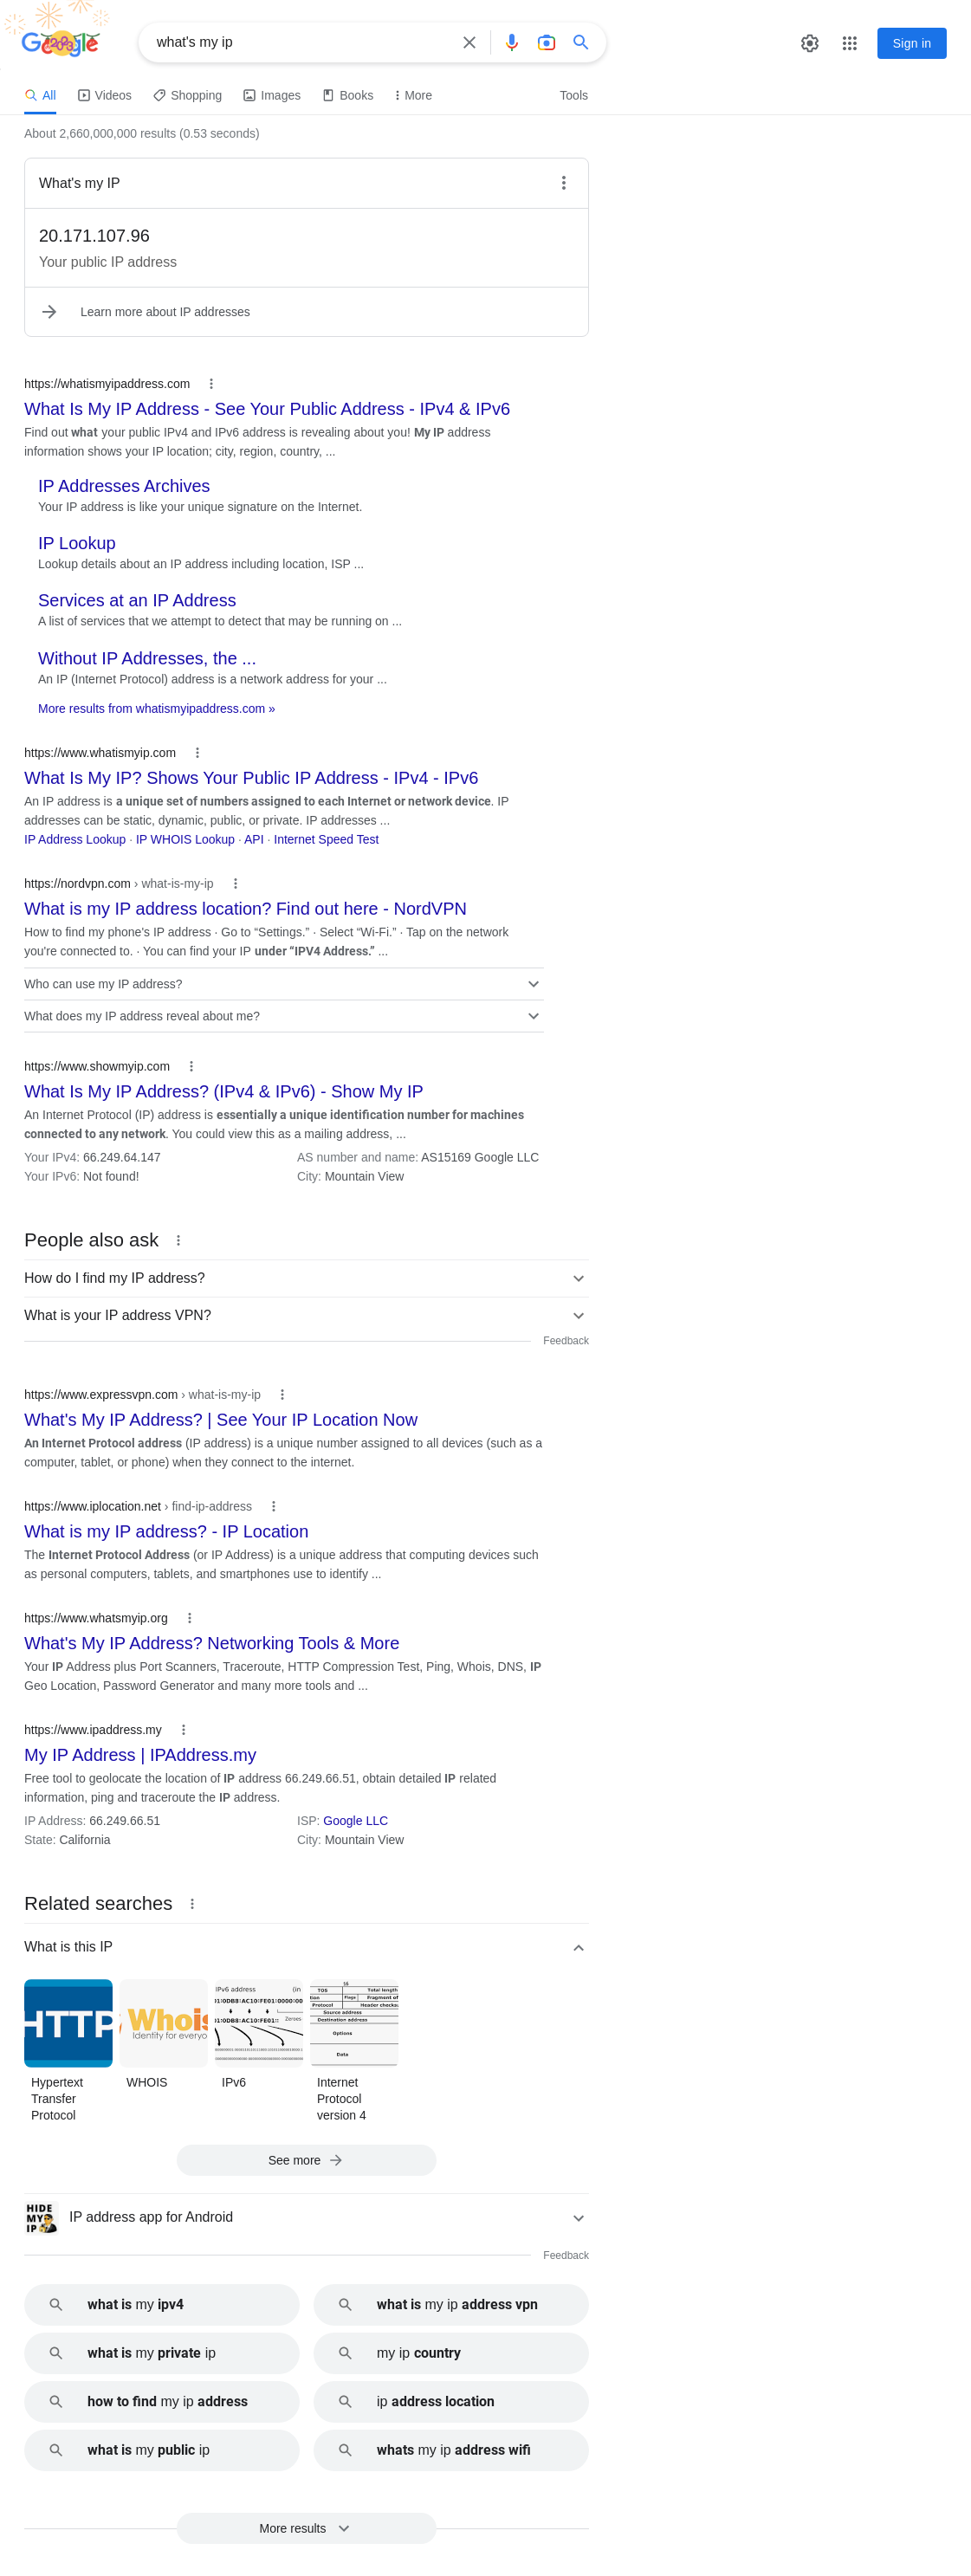 Google
what's my ip
Sign in
All
Videos
Shopping
Images
Books
More
Tools
About 2,660,000,000 results (0.53 seconds)
What's my IP
20.171.107.96
Your public IP address
Learn more about IP addresses
https://whatismyipaddress.com
What Is My IP Address - See Your Public Address - IPv4 & IPv6
Find out what your public IPv4 and IPv6 address is revealing about you! My IP address
information shows your IP location; city, region, country, ...
IP Addresses Archives
Your IP address is like your unique signature on the Internet.
IP Lookup
Lookup details about an IP address including location, ISP ...
Services at an IP Address
A list of services that we attempt to detect that may be running on ...
Without IP Addresses, the ...
An IP (Internet Protocol) address is a network address for your ...
More results from whatismyipaddress.com »
https://www.whatismyip.com
What Is My IP? Shows Your Public IP Address - IPv4 - IPv6
An IP address is a unique set of numbers assigned to each Internet or network device. IP
addresses can be static, dynamic, public, or private. IP addresses ...
IP Address Lookup · IP WHOIS Lookup · API · Internet Speed Test
https://nordvpn.com › what-is-my-ip
What is my IP address location? Find out here - NordVPN
How to find my phone's IP address · Go to “Settings.” · Select “Wi-Fi.” · Tap on the network
you're connected to. · You can find your IP under “IPV4 Address.” ...
Who can use my IP address?
What does my IP address reveal about me?
https://www.showmyip.com
What Is My IP Address? (IPv4 & IPv6) - Show My IP
An Internet Protocol (IP) address is essentially a unique identification number for machines
connected to any network. You could view this as a mailing address, ...
Your IPv4: 66.249.64.147
AS number and name: AS15169 Google LLC
Your IPv6: Not found!
City: Mountain View
People also ask
How do I find my IP address?
What is your IP address VPN?
Feedback
https://www.expressvpn.com › what-is-my-ip
What's My IP Address? | See Your IP Location Now
An Internet Protocol address (IP address) is a unique number assigned to all devices (such as a
computer, tablet, or phone) when they connect to the internet.
https://www.iplocation.net › find-ip-address
What is my IP address? - IP Location
The Internet Protocol Address (or IP Address) is a unique address that computing devices such
as personal computers, tablets, and smartphones use to identify ...
https://www.whatsmyip.org
What's My IP Address? Networking Tools & More
Your IP Address plus Port Scanners, Traceroute, HTTP Compression Test, Ping, Whois, DNS, IP
Geo Location, Password Generator and many more tools and ...
https://www.ipaddress.my
My IP Address | IPAddress.my
Free tool to geolocate the location of IP address 66.249.66.51, obtain detailed IP related
information, ping and traceroute the IP address.
IP Address: 66.249.66.51
ISP: Google LLC
State: California
City: Mountain View
Related searches
What is this IP
HTTP
Whois
Identity for everyo
IPv6 address (in
Zeroes
TOS
Total length
Flags
Fragment of
Protocol
Header checks
Source address
Destination address
Options
Data
Hypertext
Transfer
Protocol
WHOIS
IPv6
Internet
Protocol
version 4
See more
HIDE
MY
IP
IP address app for Android
Feedback
what is my ipv4
what is my ip address vpn
what is my private ip
my ip country
how to find my ip address
ip address location
what is my public ip
whats my ip address wifi
More results